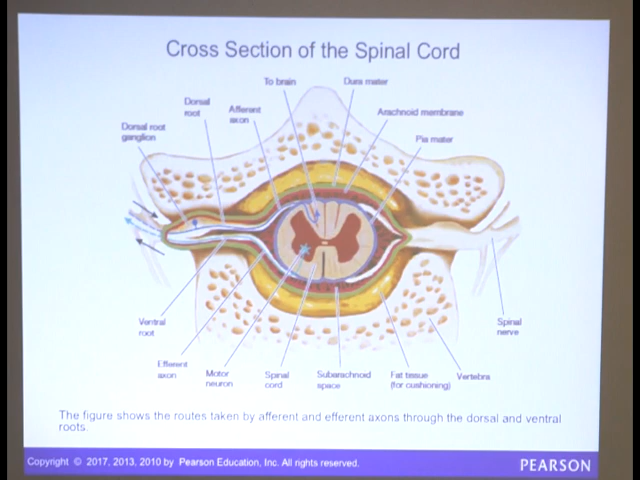 Cross Section of the Spinal Cord
To brain
Dura mater
Dorsal
root
Afferent
axon
Arachnoid membrane
Dorsal root
ganglion
Pia mater
Ventral
root
Spinal
nerve
Efferent
axon
Motor
neuron
Spinal
cord
Subarachnoid
space
Fat tissue
(for cushioning)
Vertebra
The figure shows the routes taken by afferent and efferent axons through the dorsal and ventral
roots.
Copyright © 2017, 2013, 2010 by Pearson Education, Inc. All rights reserved.
PEARSON